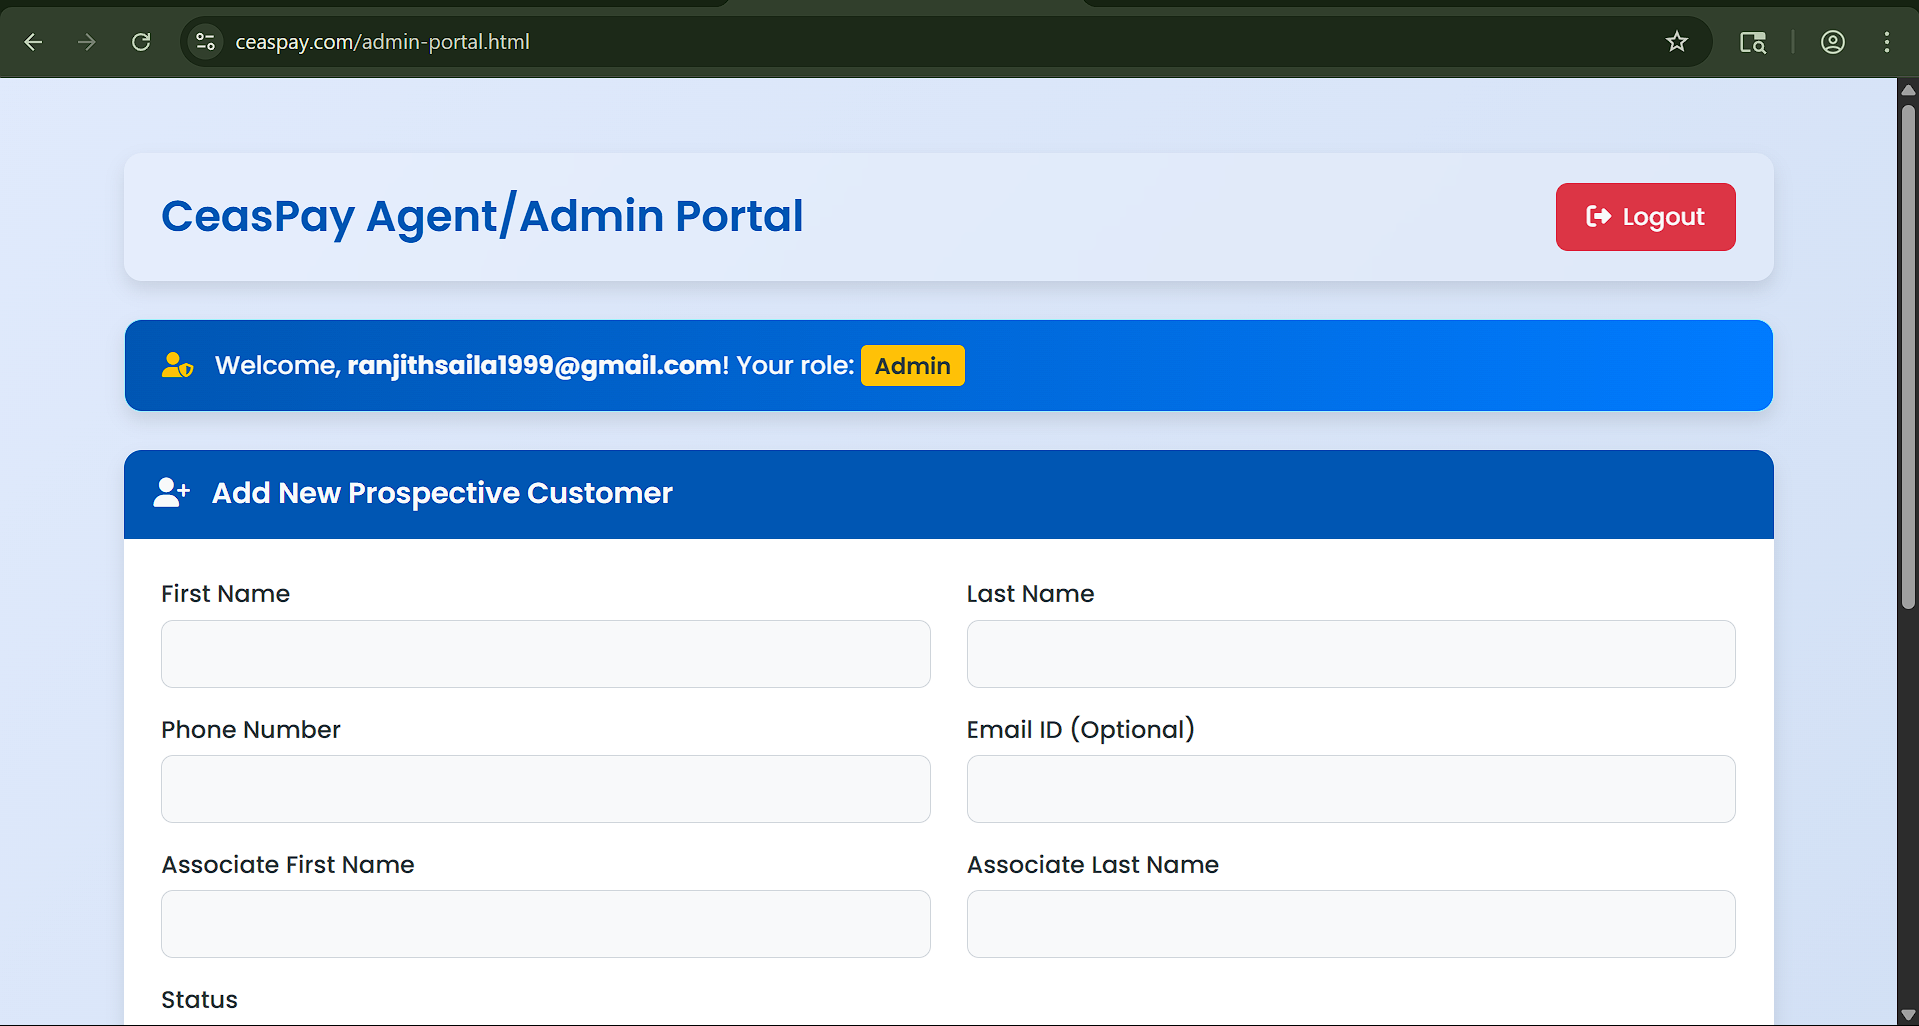 ceaspay.com/admin-portal.html
CeasPay Agent/Admin Portal
Logout
Welcome, ranjithsaila1999@gmail.com! Your role: Admin
Add New Prospective Customer
First Name
Last Name
Phone Number
Email ID (Optional)
Associate First Name
Associate Last Name
Status